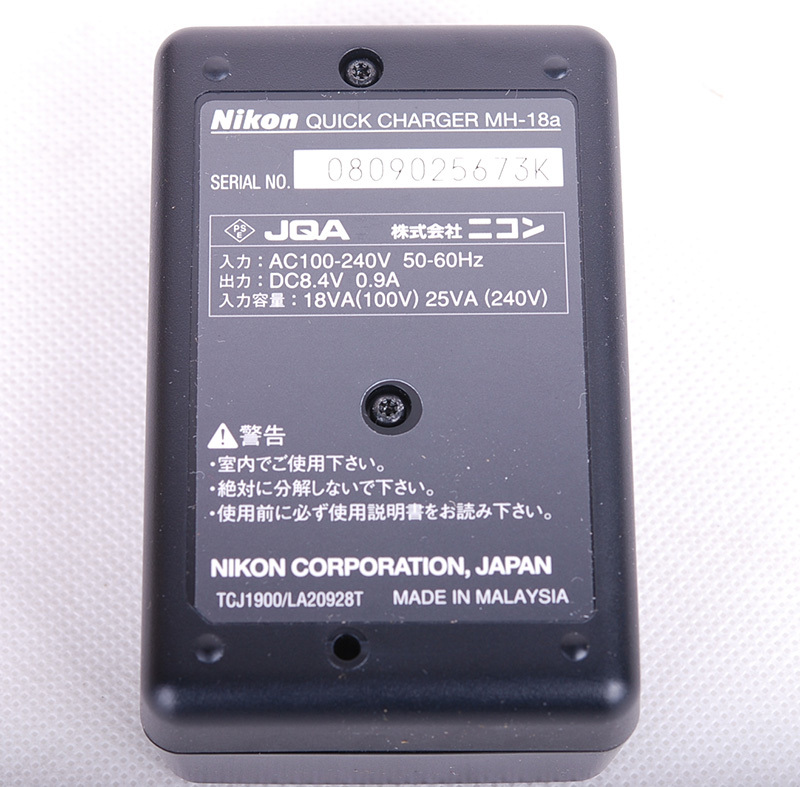 Nikon QUICK CHARGER MH-18a
SERIAL NO. 0809025673K
PS E JQA 株式会社 ニコン
入力：AC100-240V 50-60Hz
出力：DC8.4V 0.9A
入力容量：18VA(100V) 25VA (240V)
警告
・室内でご使用下さい。
・絶対に分解しないで下さい。
・使用前に必ず使用説明書をお読み下さい。
NIKON CORPORATION, JAPAN
TCJ1900/LA20928T MADE IN MALAYSIA